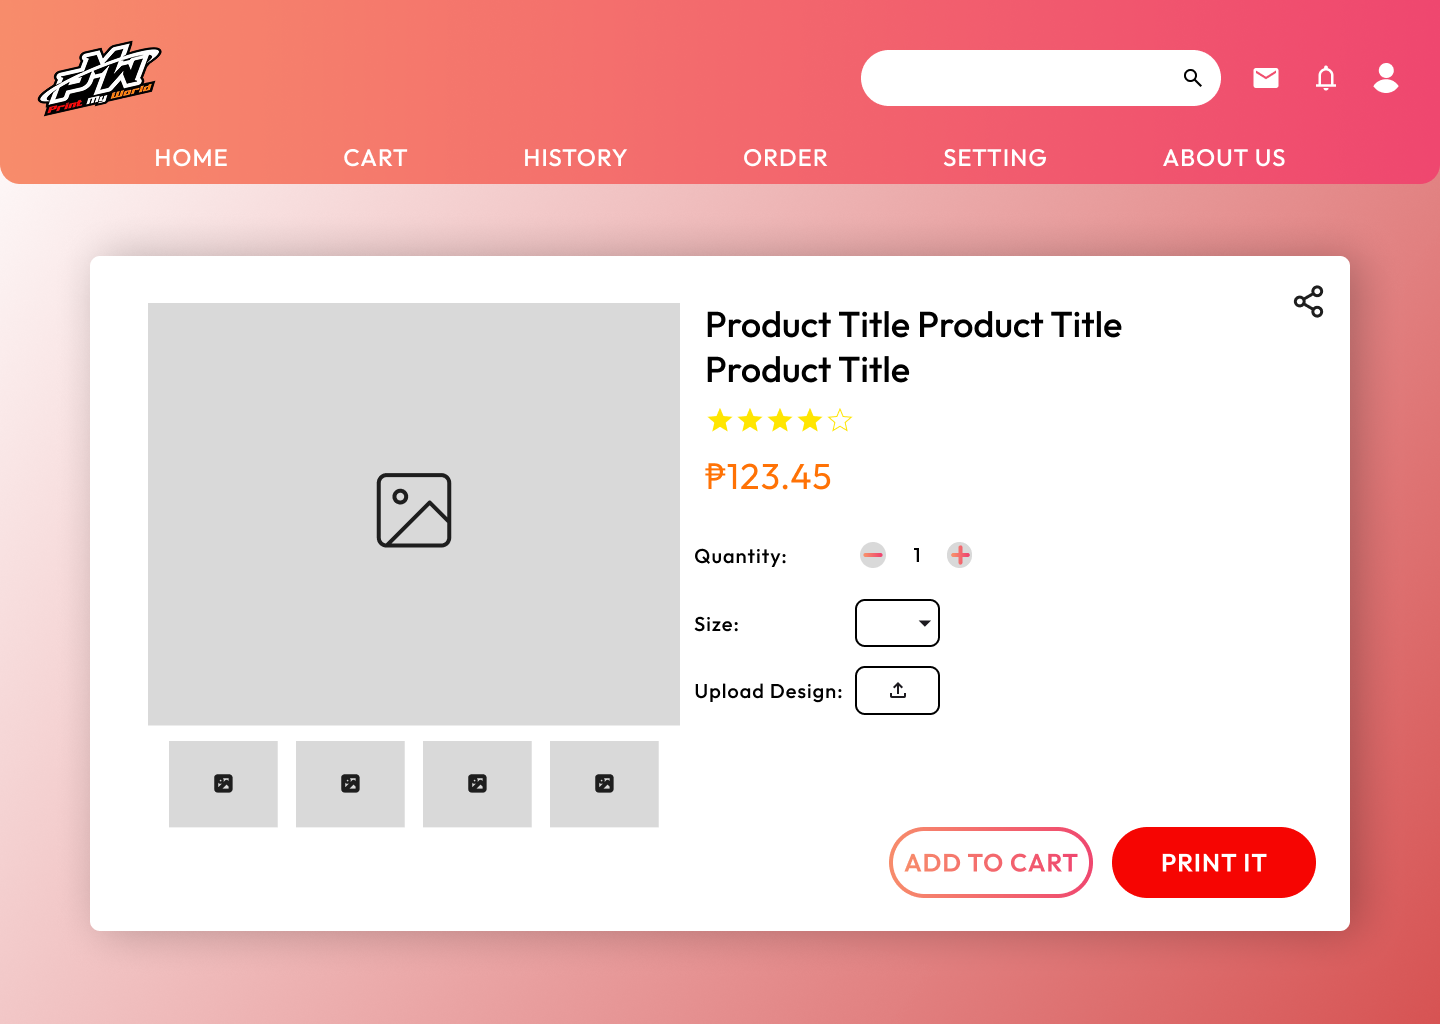 PMW
Print My World
HOME CART HISTORY ORDER SETTING ABOUT US
Product Title Product Title
Product Title
₱123.45
Quantity: 1
Size:
Upload Design:
ADD TO CART PRINT IT